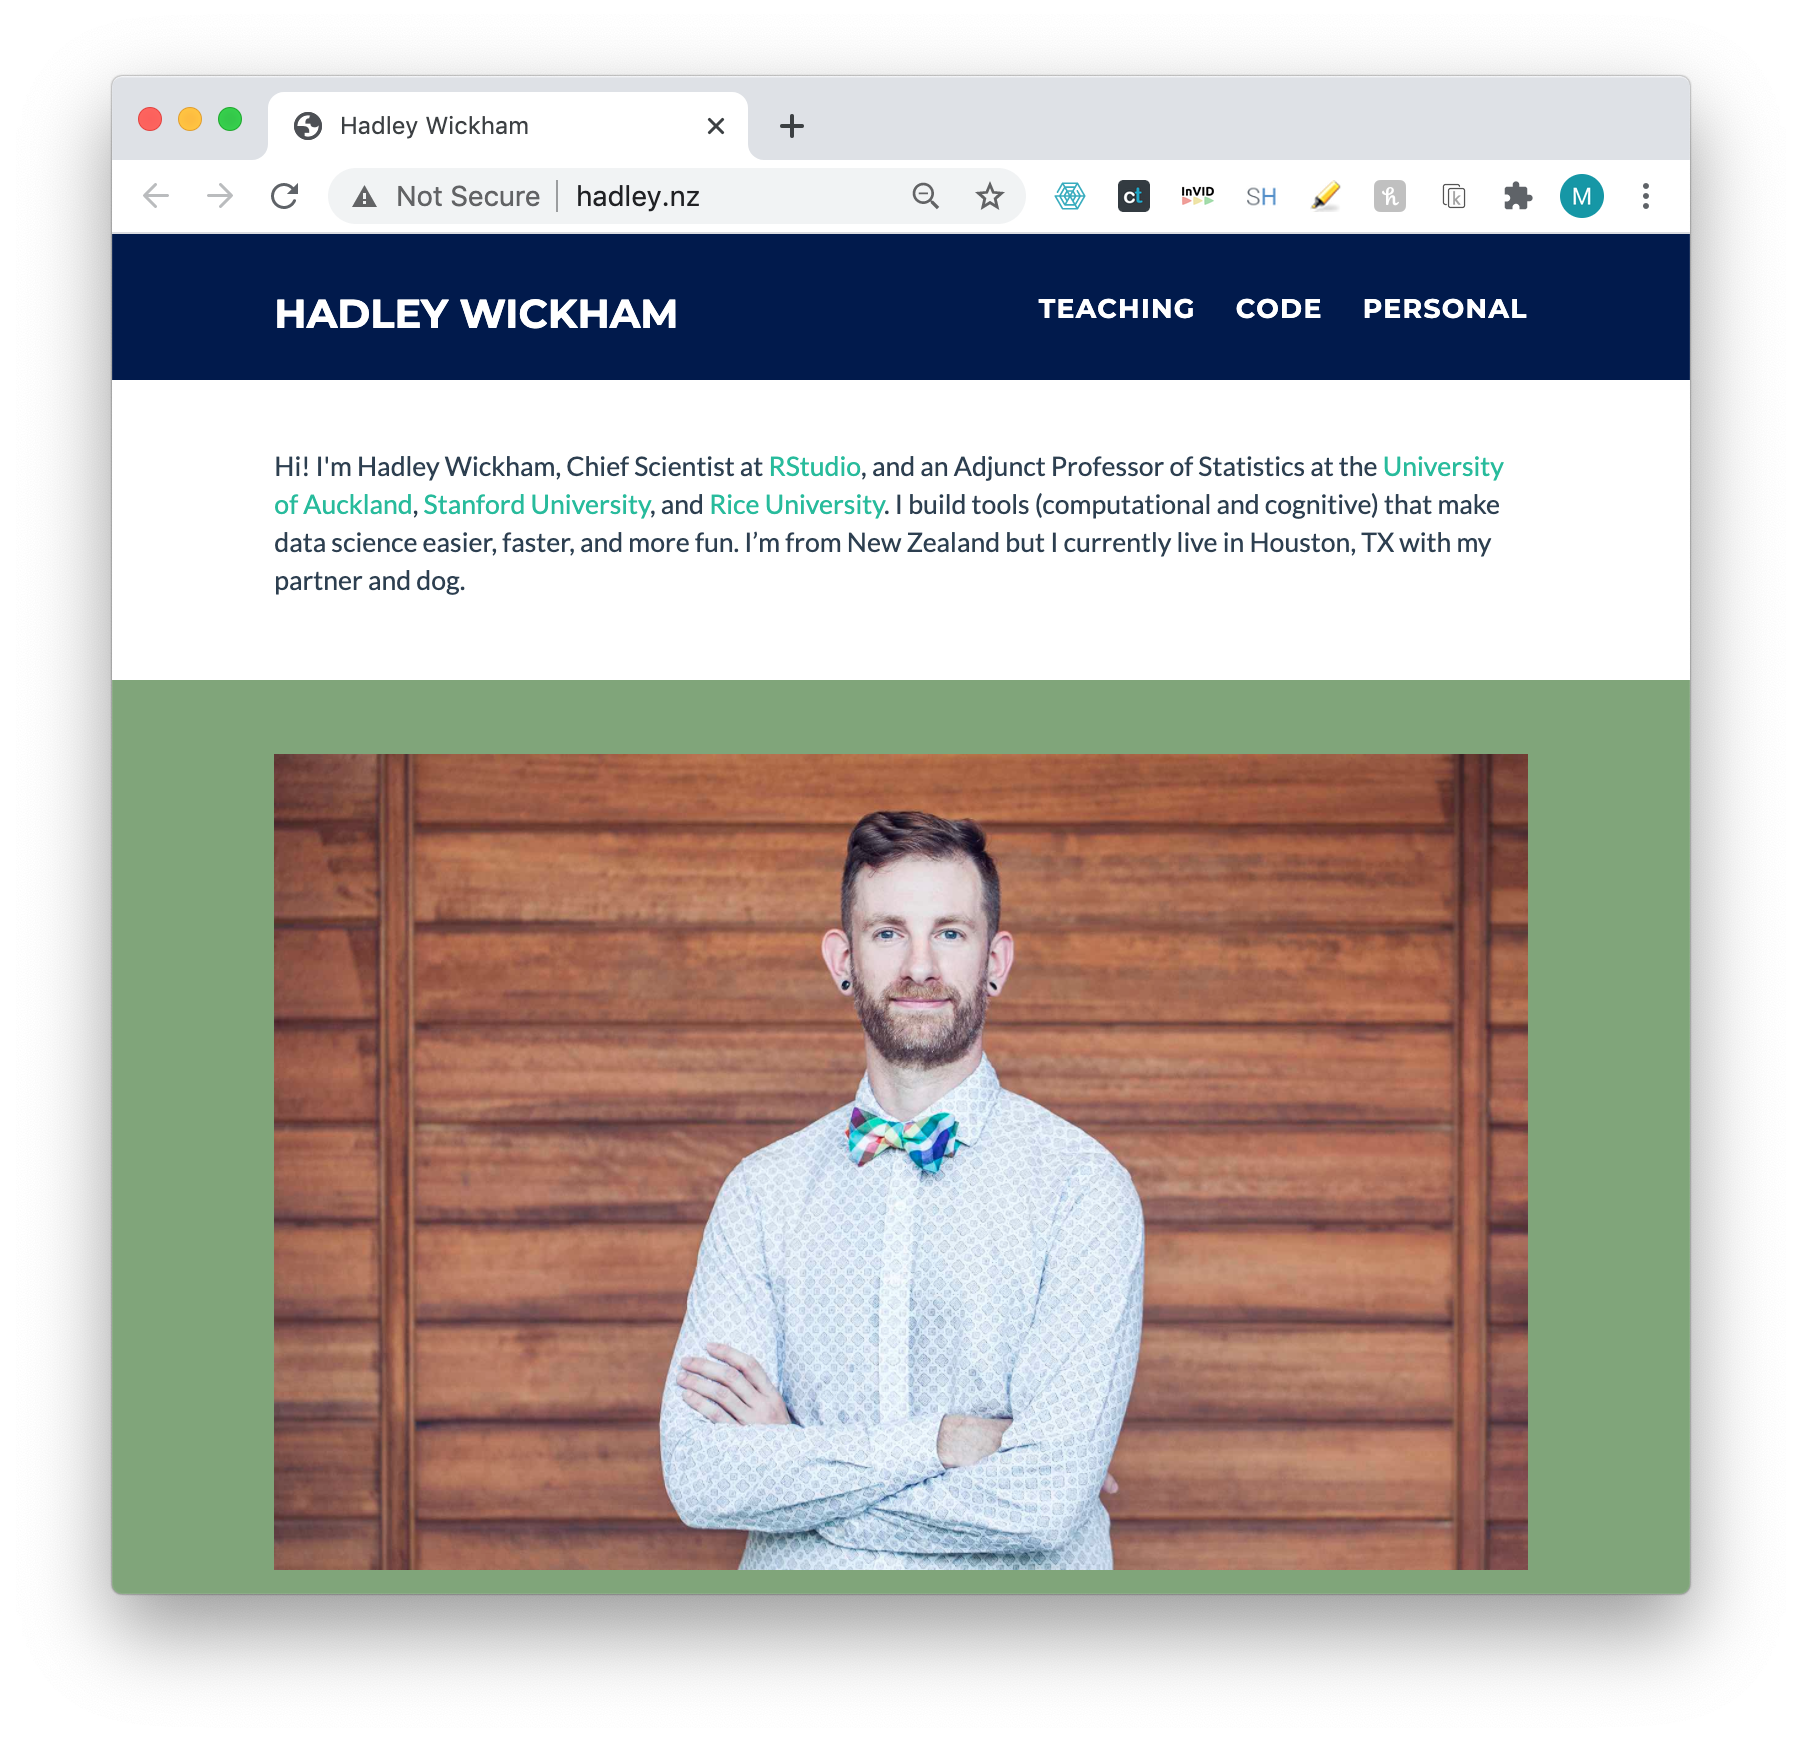 Hadley Wickham
Not Secure
hadley.nz
ct
InVID
SH
h
k
M
HADLEY WICKHAM
TEACHING CODE PERSONAL
Hi! I'm Hadley Wickham, Chief Scientist at RStudio, and an Adjunct Professor of Statistics at the University
of Auckland, Stanford University, and Rice University. I build tools (computational and cognitive) that make
data science easier, faster, and more fun. I’m from New Zealand but I currently live in Houston, TX with my
partner and dog.